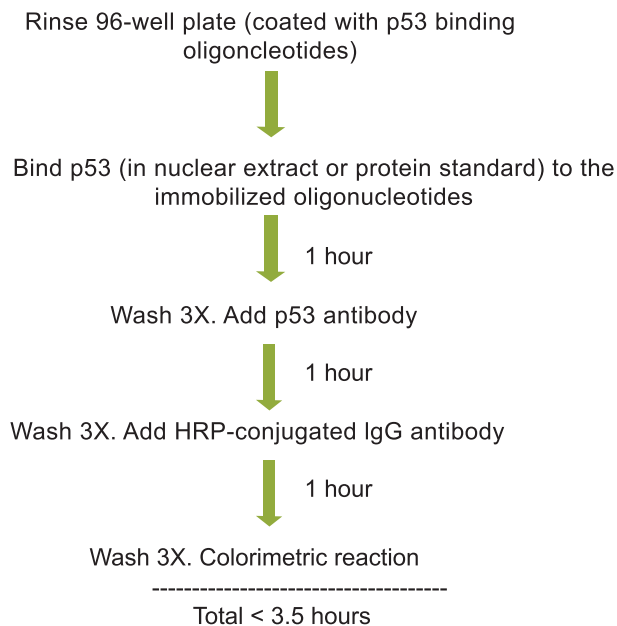 Rinse 96-well plate (coated with p53 binding
oligoncleotides)
Bind p53 (in nuclear extract or protein standard) to the
immobilized oligonucleotides
1 hour
Wash 3X. Add p53 antibody
1 hour
Wash 3X. Add HRP-conjugated IgG antibody
1 hour
Wash 3X. Colorimetric reaction
-------------------------------------
Total < 3.5 hours